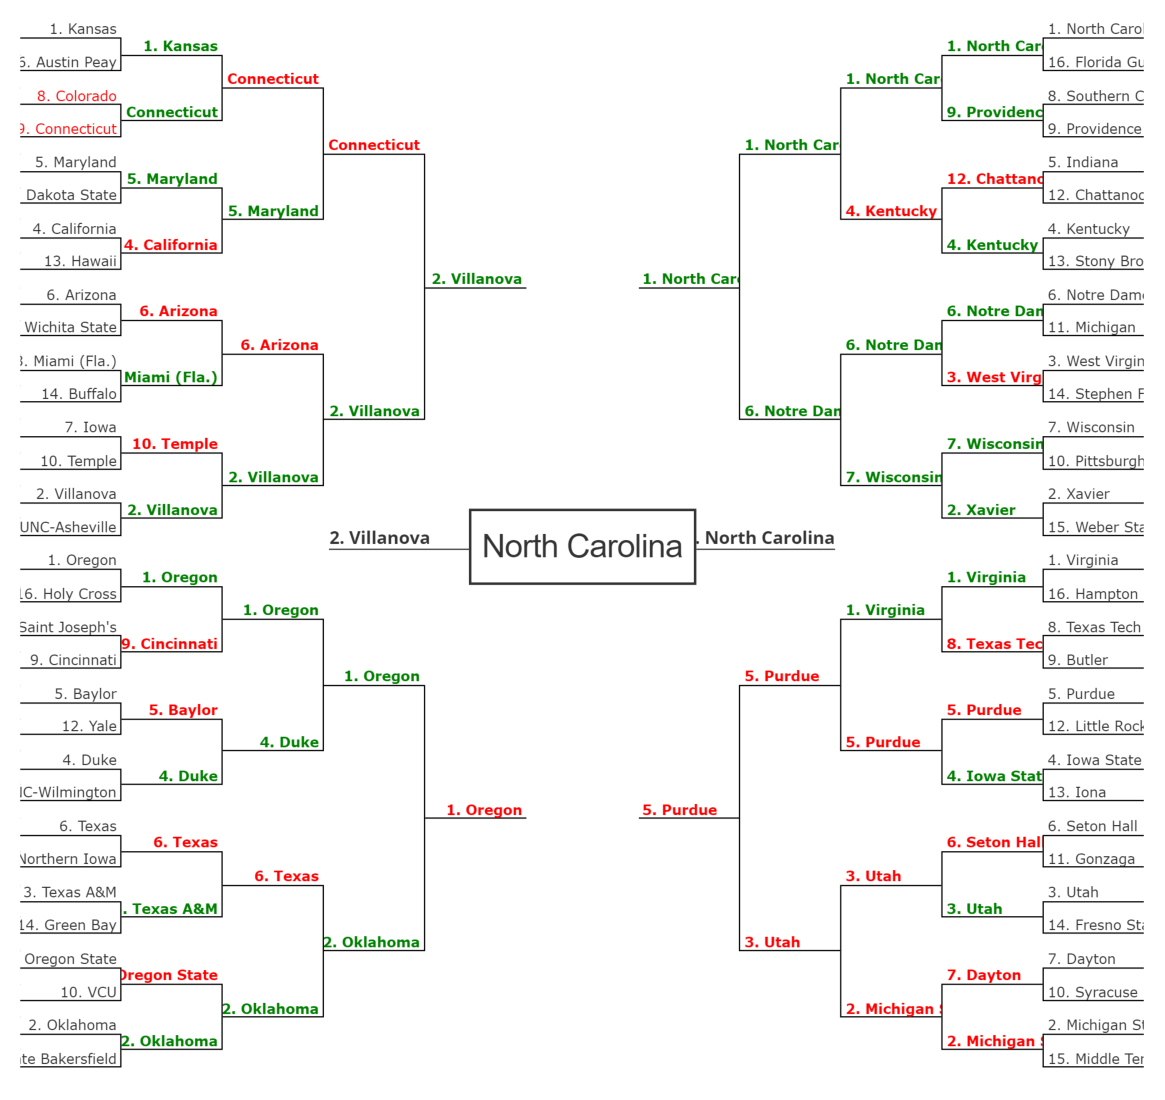 1. Kansas
6. Austin Peay
8. Colorado
9. Connecticut
5. Maryland
Dakota State
4. California
13. Hawaii
6. Arizona
Wichita State
3. Miami (Fla.)
14. Buffalo
7. Iowa
10. Temple
2. Villanova
UNC-Asheville
1. Oregon
16. Holy Cross
Saint Joseph's
9. Cincinnati
5. Baylor
12. Yale
4. Duke
NC-Wilmington
6. Texas
Northern Iowa
3. Texas A&M
14. Green Bay
Oregon State
10. VCU
2. Oklahoma
te Bakersfield
1. Kansas
Connecticut
5. Maryland
4. California
6. Arizona
Miami (Fla.)
10. Temple
2. Villanova
1. Oregon
9. Cincinnati
5. Baylor
4. Duke
6. Texas
. Texas A&M
Oregon State
2. Oklahoma
Connecticut
5. Maryland
6. Arizona
2. Villanova
1. Oregon
4. Duke
6. Texas
2. Oklahoma
Connecticut
2. Villanova
1. Oregon
2. Oklahoma
2. Villanova
1. Oregon
2. Villanova
North Carolina
. North Carolina
1. North Car
5. Purdue
1. North Car
6. Notre Dam
5. Purdue
3. Utah
1. North Car
4. Kentucky
6. Notre Dam
7. Wisconsin
1. Virginia
5. Purdue
3. Utah
2. Michigan S
1. North Car
9. Providenc
12. Chattano
4. Kentucky
6. Notre Dam
3. West Virg
7. Wisconsin
2. Xavier
1. Virginia
8. Texas Tec
5. Purdue
4. Iowa Stat
6. Seton Hal
3. Utah
7. Dayton
2. Michigan S
1. North Carol
16. Florida Gu
8. Southern C
9. Providence
5. Indiana
12. Chattanoo
4. Kentucky
13. Stony Bro
6. Notre Dame
11. Michigan
3. West Virgin
14. Stephen F
7. Wisconsin
10. Pittsburgh
2. Xavier
15. Weber Sta
1. Virginia
16. Hampton
8. Texas Tech
9. Butler
5. Purdue
12. Little Rock
4. Iowa State
13. Iona
6. Seton Hall
11. Gonzaga
3. Utah
14. Fresno Sta
7. Dayton
10. Syracuse
2. Michigan St
15. Middle Ten